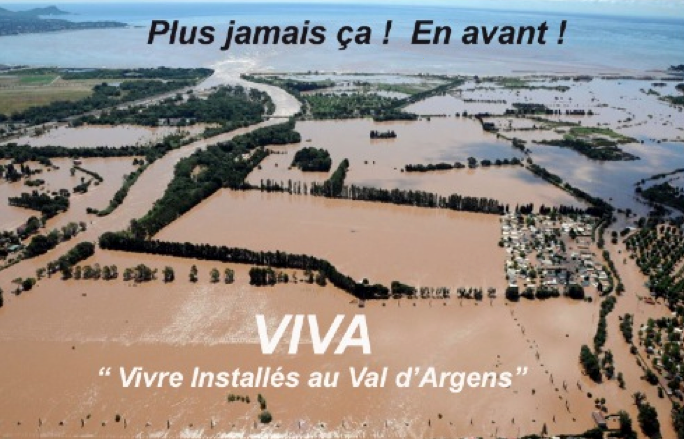 Plus jamais ça ! En avant !
VIVA
“ Vivre Installés au Val d’Argens”